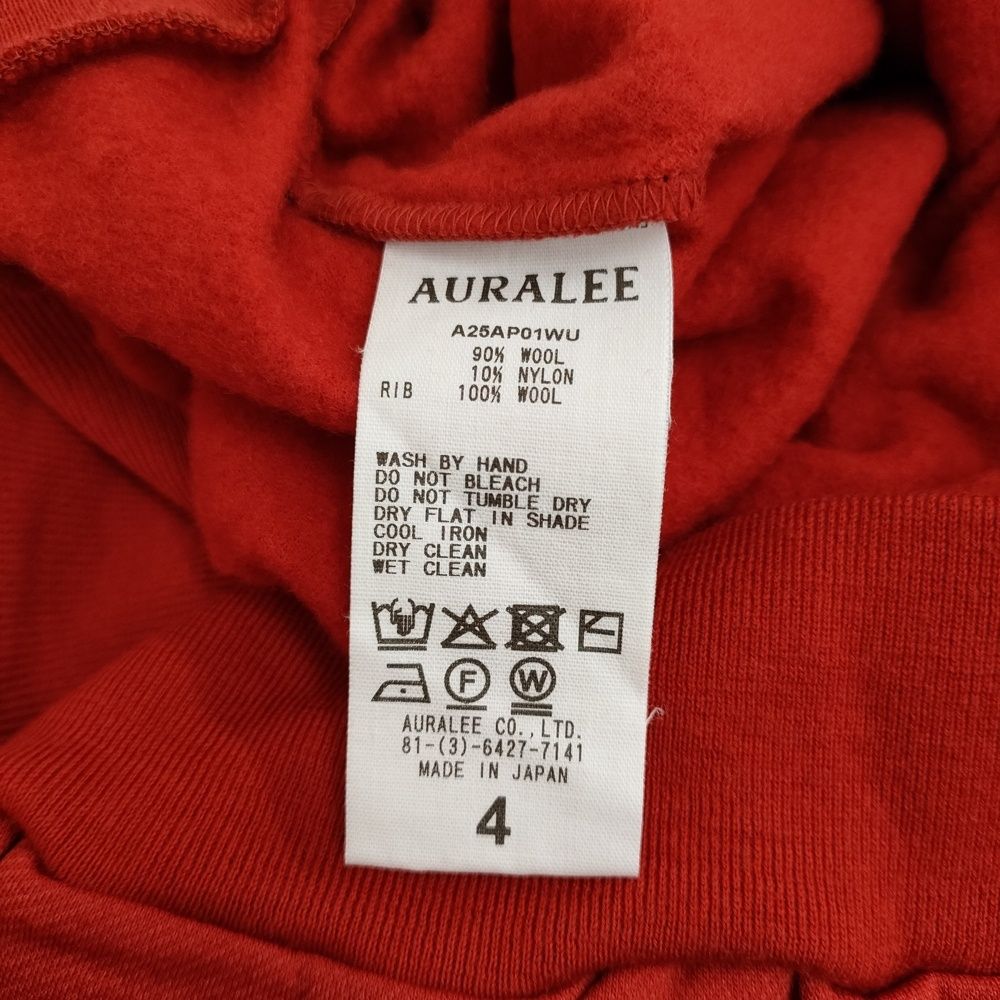 AURALEE
A25AP01WU
90% WOOL
10% NYLON
RIB 100% WOOL
WASH BY HAND
DO NOT BLEACH
DO NOT TUMBLE DRY
DRY FLAT IN SHADE
COOL IRON
DRY CLEAN
WET CLEAN
F W
AURALEE CO.,LTD.
81-(3)-6427-7141
MADE IN JAPAN
4